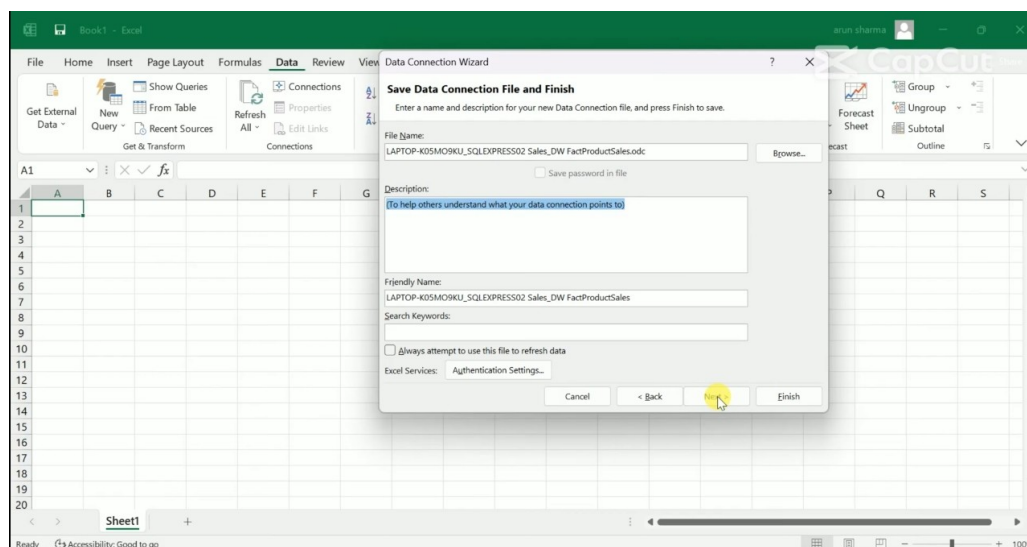 Book1 - Excel
arun sharma
CapCut
File Home Insert Page Layout Formulas Data Review View
Data Connection Wizard ? X
Get External Data
New Query
Show Queries
From Table
Recent Sources
Get & Transform
Refresh All
Connections
Properties
Edit Links
Connections
Save Data Connection File and Finish
Enter a name and description for your new Data Connection file, and press Finish to save.
File Name:
LAPTOP-K05MO9KU_SQLEXPRESS02 Sales_DW FactProductSales.odc
Browse...
Save password in file
Description:
(To help others understand what your data connection points to)
Friendly Name:
LAPTOP-K05MO9KU_SQLEXPRESS02 Sales_DW FactProductSales
Search Keywords:
Always attempt to use this file to refresh data
Excel Services: Authentication Settings...
Cancel < Back Next > Finish
Forecast Sheet
Group
Ungroup
Subtotal
Outline
A1 fx
A B C D E F G Q R S
1
2
3
4
5
6
7
8
9
10
11
12
13
14
15
16
17
18
19
20
Sheet1 +
Ready Accessibility: Good to go
100